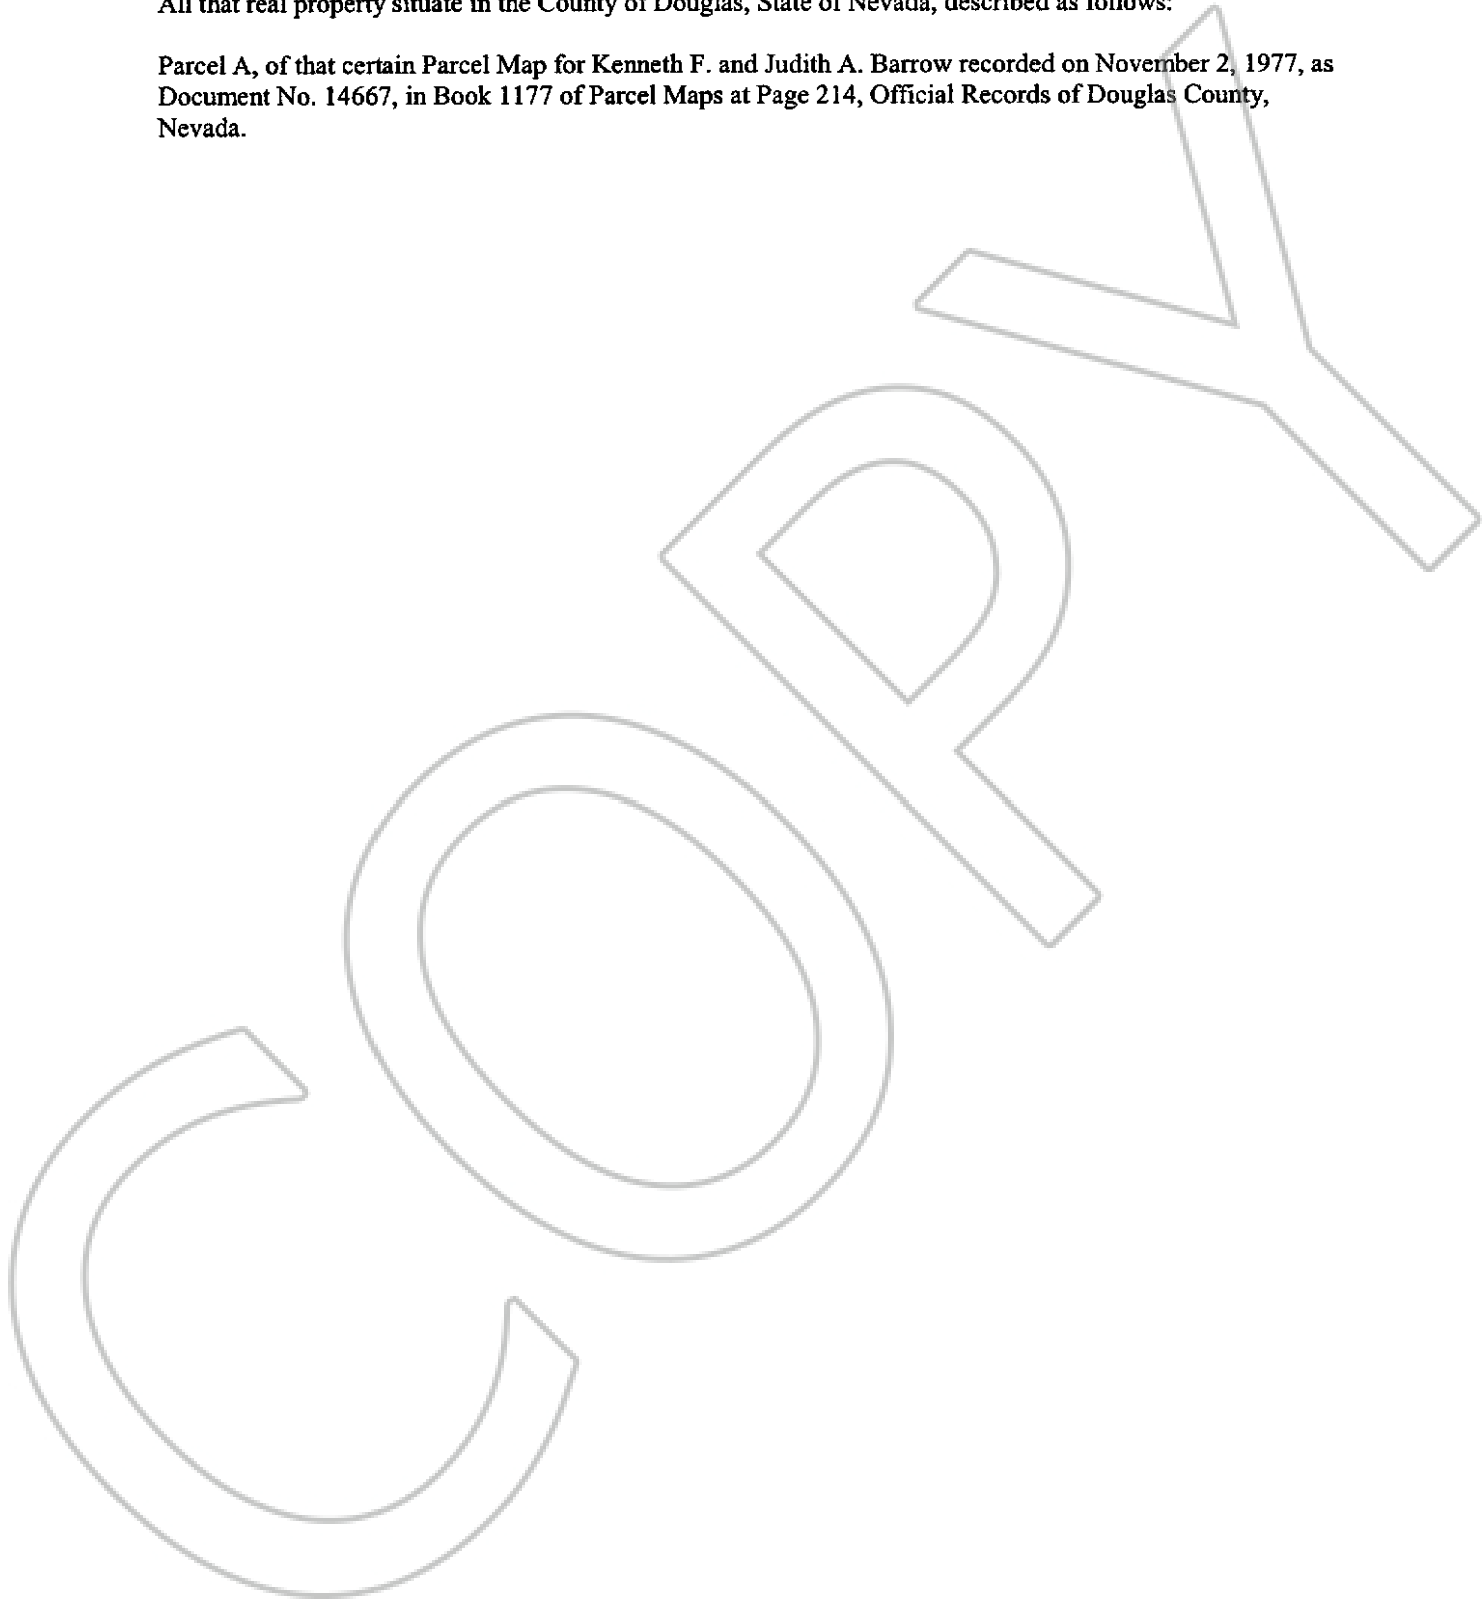 All that real property situate in the County of Douglas, State of Nevada, described as follows:
Parcel A, of that certain Parcel Map for Kenneth F. and Judith A. Barrow recorded on November 2, 1977, as
Document No. 14667, in Book 1177 of Parcel Maps at Page 214, Official Records of Douglas County,
Nevada.
COPY